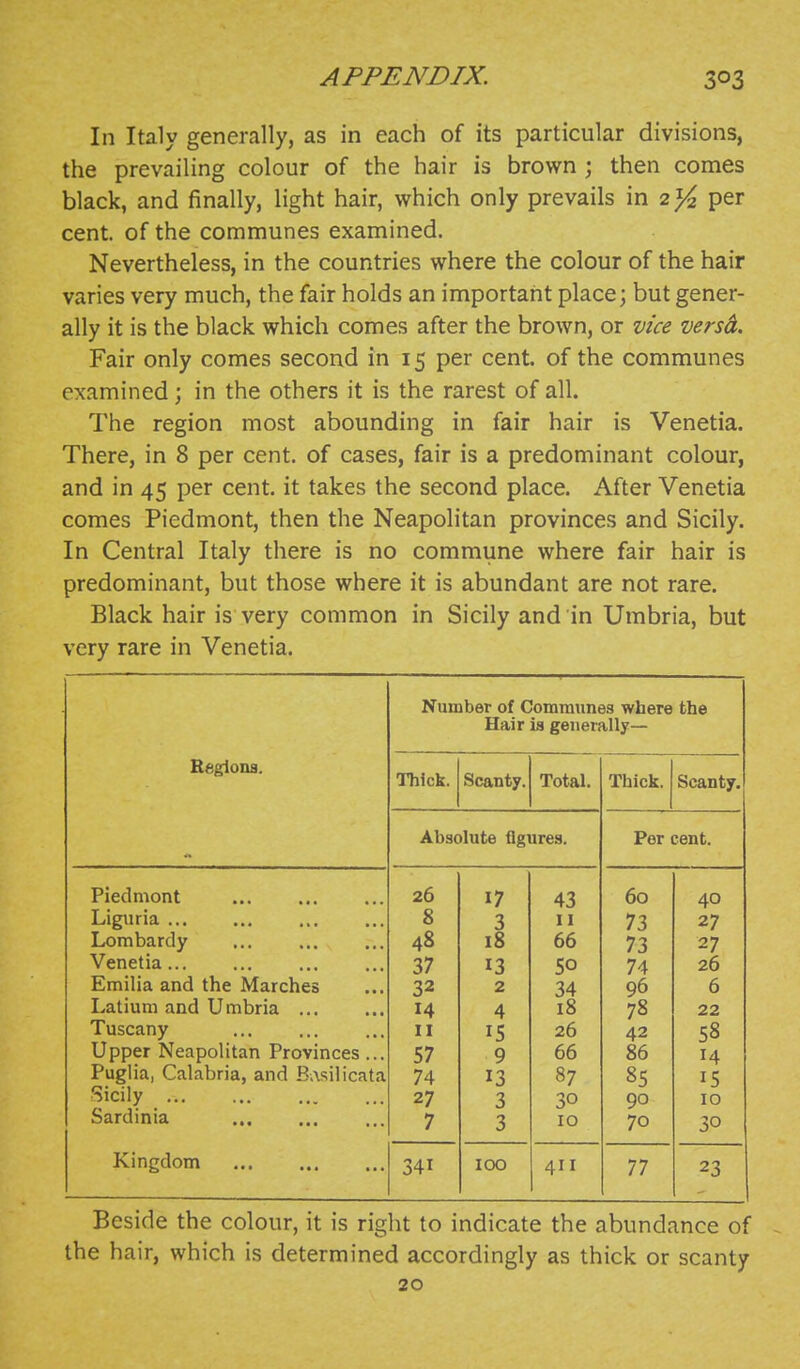 APPENDIX. 303
In Italy generally, as in each of its particular divisions,
the prevailing colour of the hair is brown ; then comes
black, and finally, light hair, which only prevails in 2½ per
cent. of the communes examined.
Nevertheless, in the countries where the colour of the hair
varies very much, the fair holds an important place; but gener-
ally it is the black which comes after the brown, or vice versâ.
Fair only comes second in 15 per cent. of the communes
examined ; in the others it is the rarest of all.
The region most abounding in fair hair is Venetia.
There, in 8 per cent. of cases, fair is a predominant colour,
and in 45 per cent. it takes the second place. After Venetia
comes Piedmont, then the Neapolitan provinces and Sicily.
In Central Italy there is no commune where fair hair is
predominant, but those where it is abundant are not rare.
Black hair is very common in Sicily and in Umbria, but
very rare in Venetia.
Regions.
Number of Communes where the
Hair is generally—
Thick. Scanty. Total. Thick. Scanty.
Absolute figures. Per cent.
Piedmont ... ... ... 26 17 43 60 40
Liguria ... ... ... ... 8 3 11 73 27
Lombardy ... ... ... 48 18 66 73 27
Venetia ... ... ... ... 37 13 50 74 26
Emilia and the Marches ... 32 2 34 96 6
Latium and Umbria ... ... 14 4 18 78 22
Tuscany ... ... ... 11 15 26 42 58
Upper Neapolitan Provinces ... 57 9 66 86 14
Puglia, Calabria, and Basilicata 74 13 87 85 15
Sicily ... ... ... ... 27 3 30 90 10
Sardinia ... ... ... 7 3 10 70 30
Kingdom ... ... ... 341 100 411 77 23
Beside the colour, it is right to indicate the abundance of
the hair, which is determined accordingly as thick or scanty
20